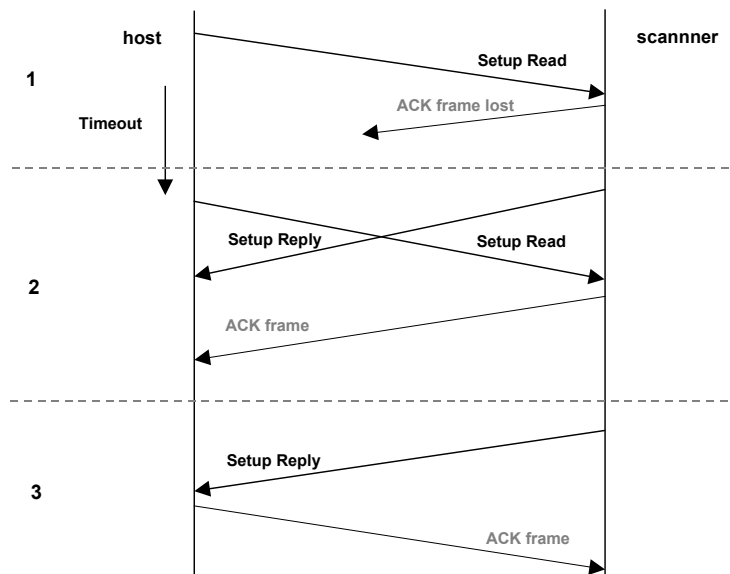 host
scannner
Setup Read
1
ACK frame lost
Timeout
Setup Reply
Setup Read
2
ACK frame
Setup Reply
3
ACK frame